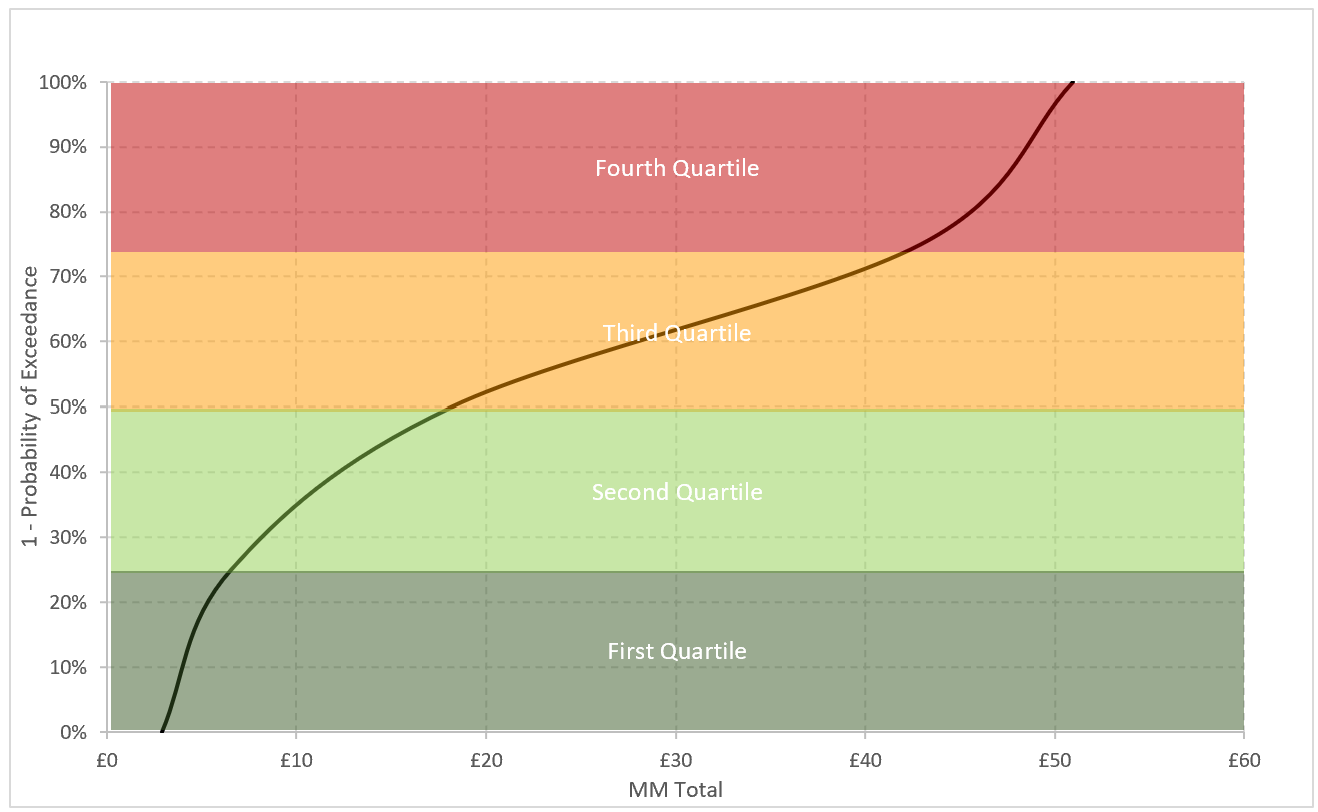 100%
90%
80%
70%
60%
50%
40%
30%
20%
10%
0%
1 - Probability of Exceedance
Fourth Quartile
Third Quartile
Second Quartile
First Quartile
£0 £10 £20 £30 £40 £50 £60
MM Total